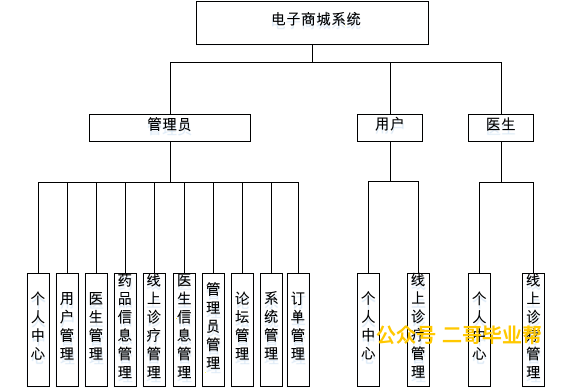 电子商城系统
管理员
用户
医生
个人中心
用户管理
医生管理
药品信息管理
线上诊疗管理
医生信息管理
管理员管理
论坛管理
系统管理
订单管理
个人中心
线上诊疗管理
个人中心
线上诊疗管理
公众号 二哥毕业帮